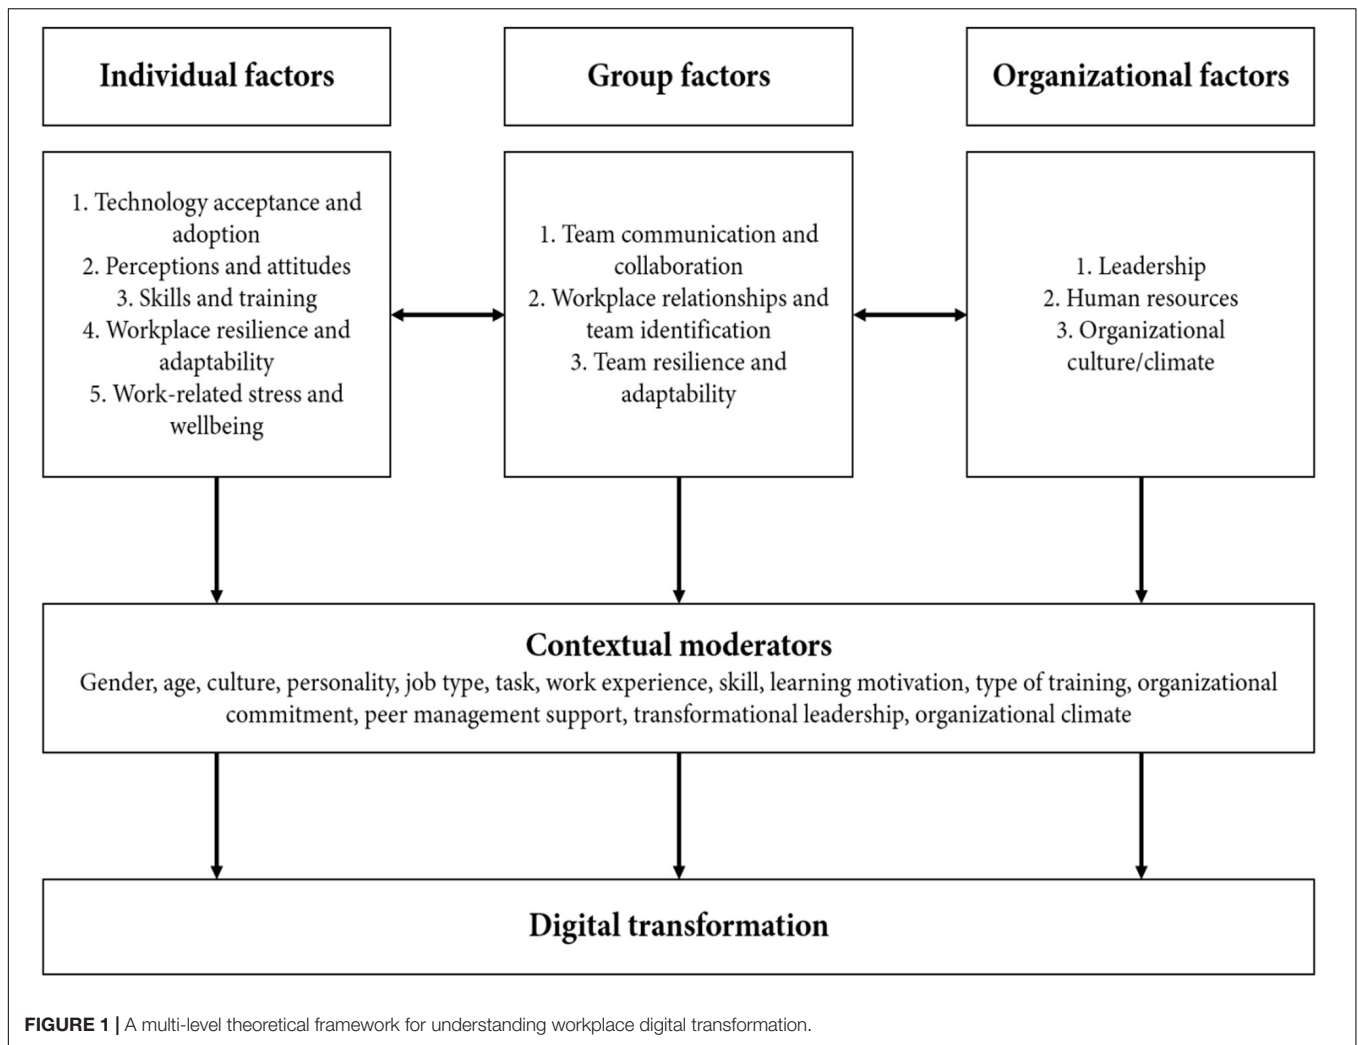 Individual factors
Group factors
Organizational factors
1. Technology acceptance and
adoption
2. Perceptions and attitudes
3. Skills and training
4. Workplace resilience and
adaptability
5. Work-related stress and
wellbeing
1. Team communication and
collaboration
2. Workplace relationships and
team identification
3. Team resilience and
adaptability
1. Leadership
2. Human resources
3. Organizational
culture/climate
Contextual moderators
Gender, age, culture, personality, job type, task, work experience, skill, learning motivation, type of training, organizational
commitment, peer management support, transformational leadership, organizational climate
Digital transformation
FIGURE 1 | A multi-level theoretical framework for understanding workplace digital transformation.